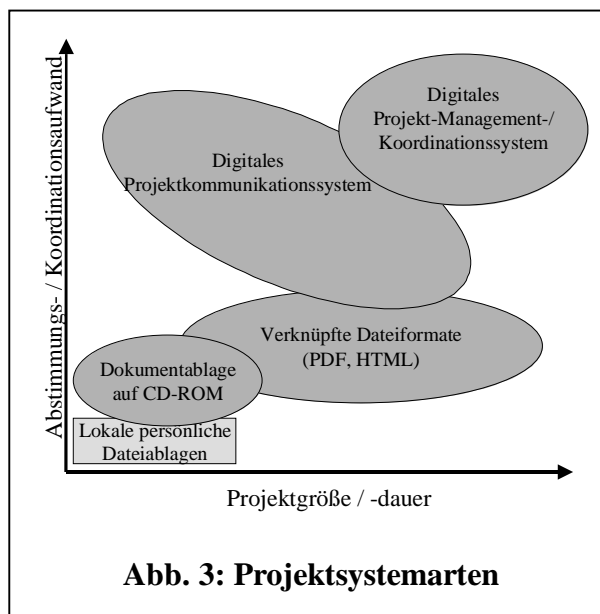 Abstimmungs- / Koordinationsaufwand
Digitales
Projekt-Management-/
Koordinationssystem
Digitales
Projektkommunikationssystem
Verknüpfte Dateiformate
(PDF, HTML)
Dokumentablage
auf CD-ROM
Lokale persönliche
Dateiablagen
Projektgröße / -dauer
Abb. 3: Projektsystemarten